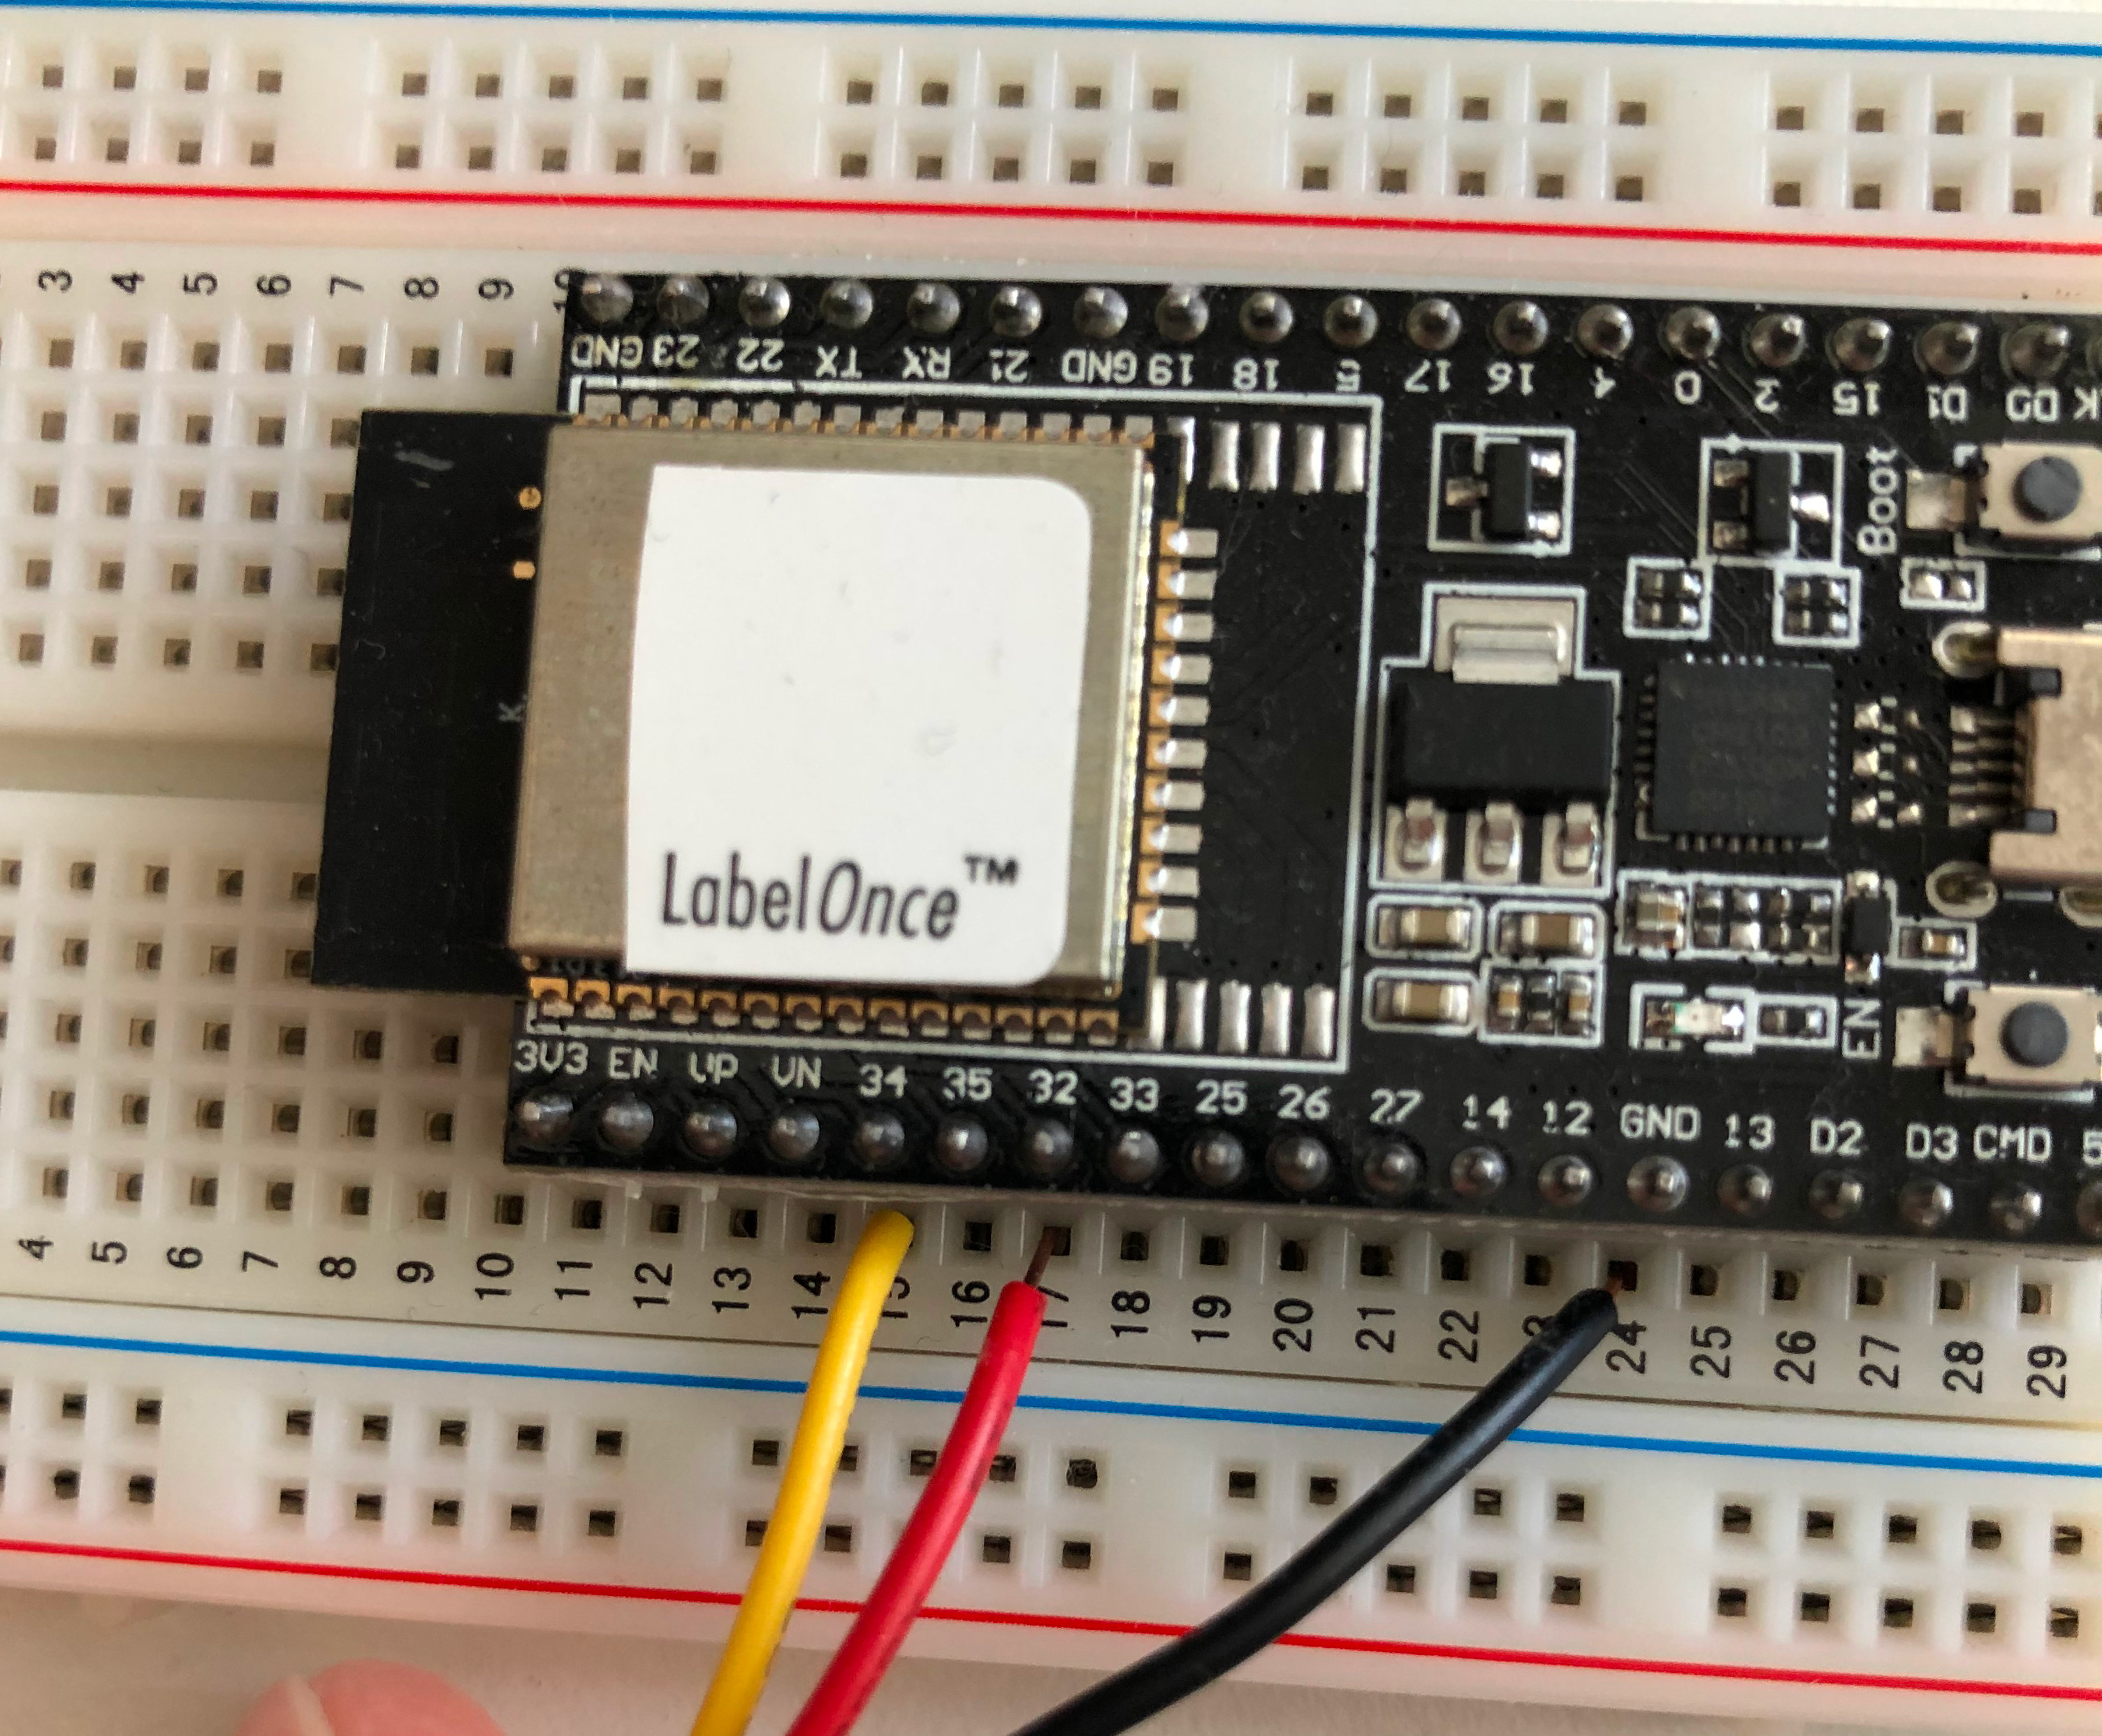 3 4 5 6 7 8 9 10
GND 23 22 TX RX 21 GND 19 18 5 17 16 4 0 2 15 D1 D0
Boot
LabelOnce™
EN
3V3 EN VP VN 34 35 32 33 25 26 27 14 12 GND 13 D2 D3 CMD
4 5 6 7 8 9 10 11 12 13 14 15 16 17 18 19 20 21 22 24 25 26 27 28 29